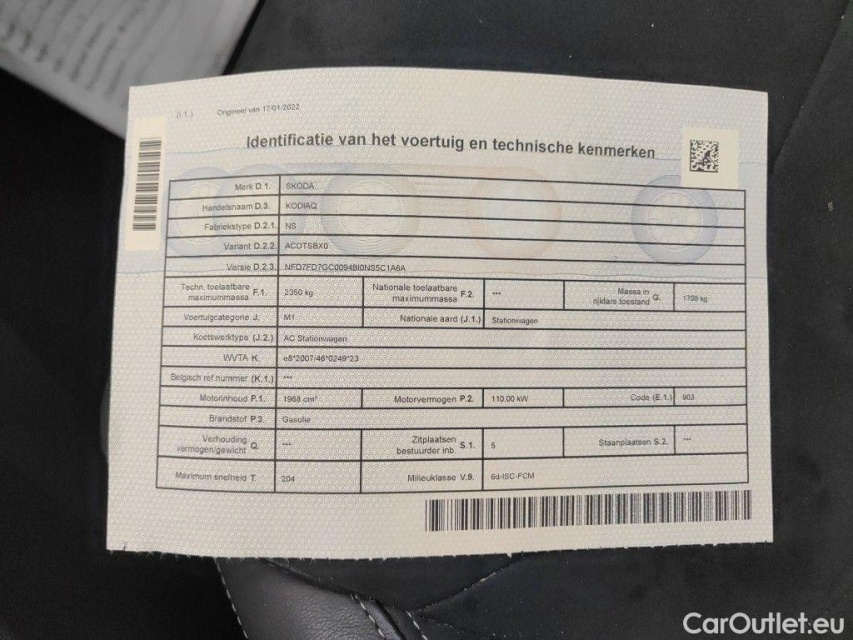 (I.1.) Origineel van 17/01/2022
Identificatie van het voertuig en technische kenmerken
Merk D.1. SKODA
Handelsnaam D.3. KODIAQ
Fabriekstype D.2.1. NS
Variant D.2.2. ACDTSBX0
Versie D.2.3. NFD7FD7GC0094BI0NS5C1A6A
Techn. toelaatbare maximummassa F.1. 2350 kg Nationale toelaatbare maximummassa F.2. *** Massa in rijklare toestand G. 1708 kg
Voertuigcategorie J. M1 Nationale aard (J.1.) Stationwagen
Koetswerktype (J.2.) AC Stationwagen
WVTA K. e8*2007/46*0249*23
Belgisch ref.nummer (K.1.) ***
Motorinhoud P.1. 1968 cm³ Motorvermogen P.2. 110.00 kW Code (E.1.) 903
Brandstof P.3. Gasolie
Verhouding vermogen/gewicht Q. *** Zitplaatsen bestuurder inb. S.1. 5 Staanplaatsen S.2. ***
Maximum snelheid T. 204 Milieuklasse V.9. 6d-ISC-FCM
CarOutlet.eu